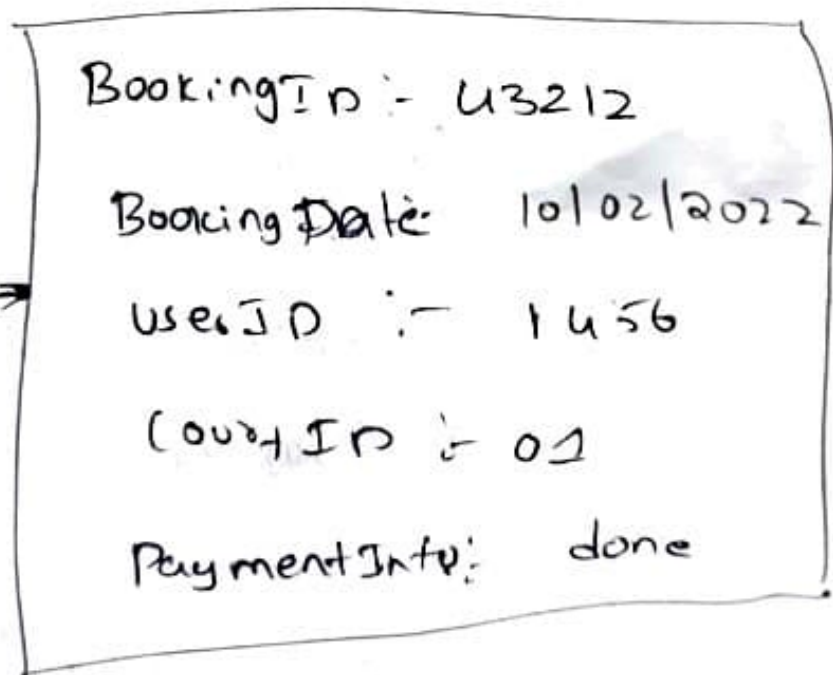 BookingID :- 43212
Booking Date: 10/02/2022
userID :- 1456
CourtID :- 01
PaymentInfo: done